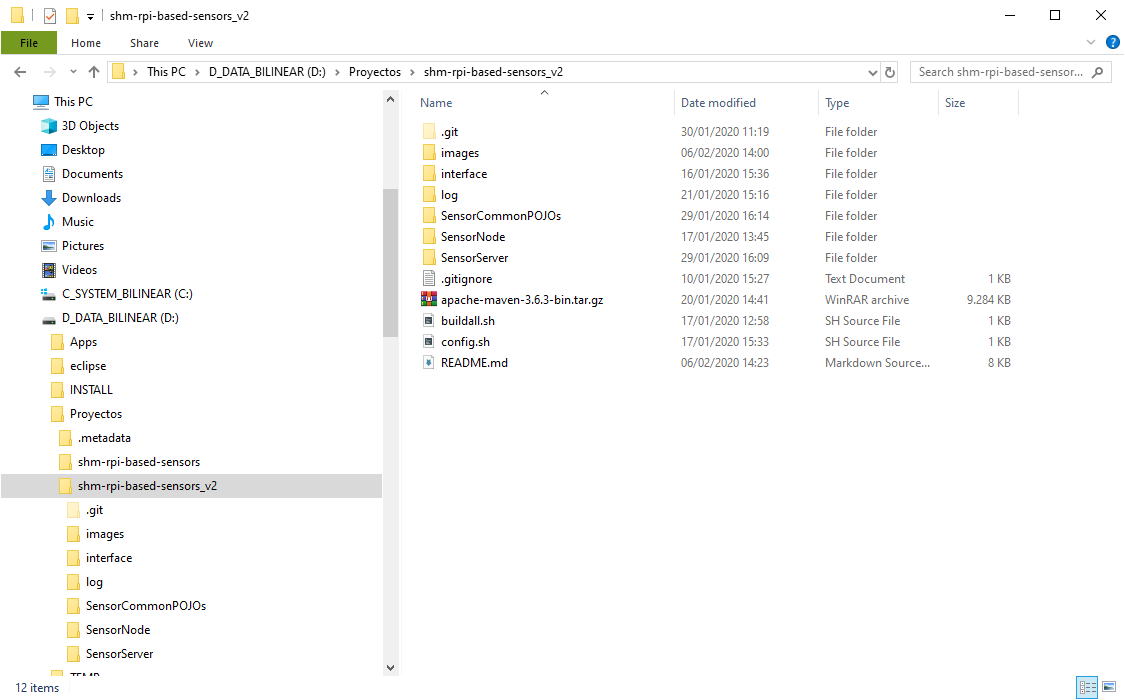 shm-rpi-based-sensors_v2
File Home Share View
This PC D_DATA_BILINEAR (D:) Proyectos shm-rpi-based-sensors_v2 Search shm-rpi-based-sensor...
This PC
3D Objects
Desktop
Documents
Downloads
Music
Pictures
Videos
C_SYSTEM_BILINEAR (C:)
D_DATA_BILINEAR (D:)
Apps
eclipse
INSTALL
Proyectos
.metadata
shm-rpi-based-sensors
shm-rpi-based-sensors_v2
.git
images
interface
log
SensorCommonPOJOs
SensorNode
SensorServer
TEMP
Name Date modified Type Size
.git 30/01/2020 11:19 File folder
images 06/02/2020 14:00 File folder
interface 16/01/2020 15:36 File folder
log 21/01/2020 15:16 File folder
SensorCommonPOJOs 29/01/2020 16:14 File folder
SensorNode 17/01/2020 13:45 File folder
SensorServer 29/01/2020 16:09 File folder
.gitignore 10/01/2020 15:27 Text Document 1 KB
apache-maven-3.6.3-bin.tar.gz 20/01/2020 14:41 WinRAR archive 9.284 KB
buildall.sh 17/01/2020 12:58 SH Source File 1 KB
config.sh 17/01/2020 15:33 SH Source File 1 KB
README.md 06/02/2020 14:23 Markdown Source... 8 KB
12 items